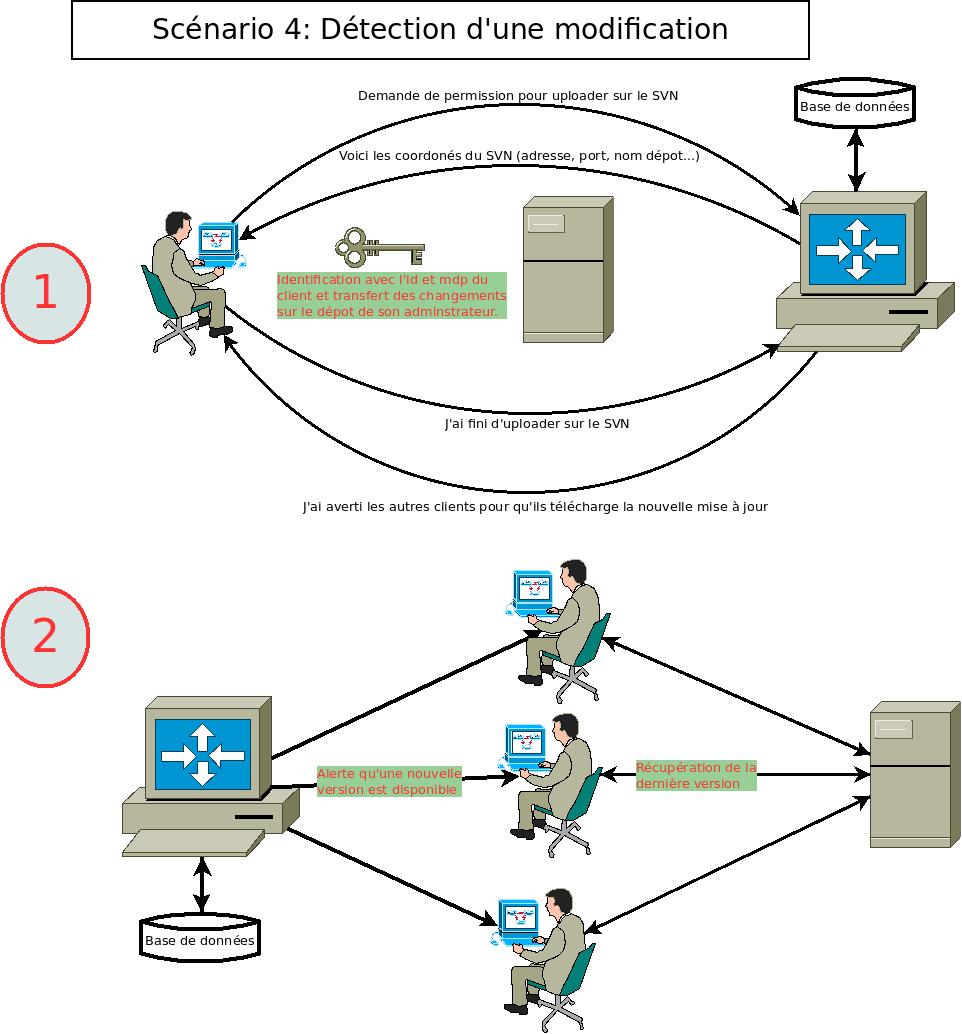 Scénario 4: Détection d'une modification
Demande de permission pour uploader sur le SVN
Base de données
Voici les coordonés du SVN (adresse, port, nom dépot...)
1
Identification avec l'id et mdp du
client et transfert des changements
sur le dépot de son adminstrateur.
J'ai fini d'uploader sur le SVN
J'ai averti les autres clients pour qu'ils télécharge la nouvelle mise à jour
2
Alerte qu'une nouvelle
version est disponible
Récupération de la
dernière version
Base de données